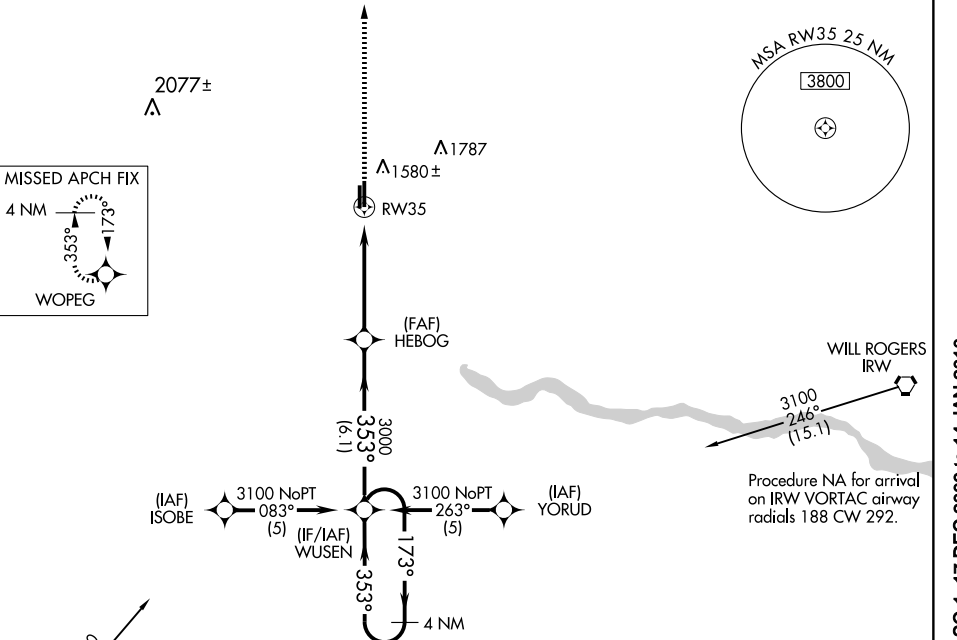 MSA RW35 25 NM
3800
2077±
1787
1580±
RW35
MISSED APCH FIX
4 NM
353°
173°
WOPEG
(FAF)
HEBOG
WILL ROGERS
IRW
3100
246°
(15.1)
3000
353°
(6.1)
Procedure NA for arrival
on IRW VORTAC airway
radials 188 CW 292.
(IAF)
ISOBE
3100 NoPT
083°
(5)
(IF/IAF)
WUSEN
3100 NoPT
263°
(5)
(IAF)
YORUD
353°
173°
4 NM